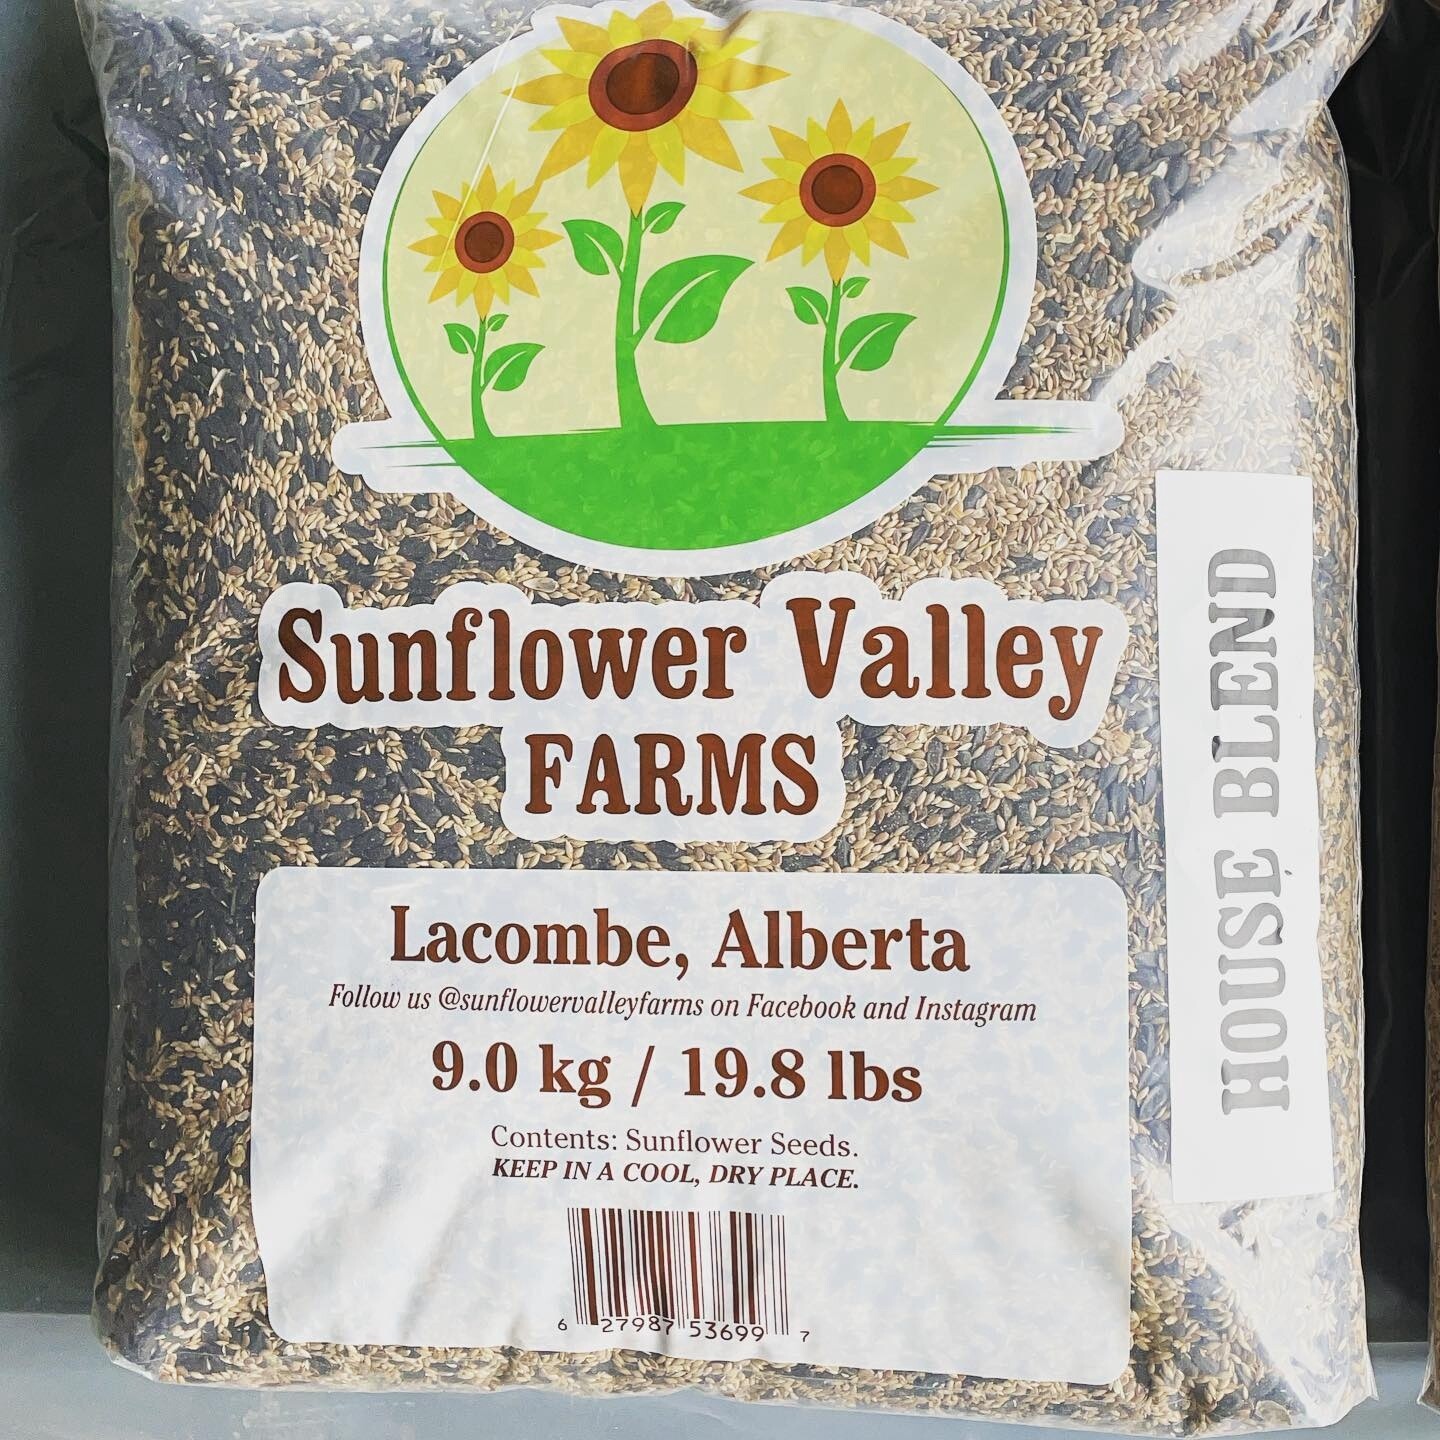 Sunflower Valley
FARMS
Lacombe, Alberta
Follow us @sunflowervalleyfarms on Facebook and Instagram
9.0 kg / 19.8 lbs
Contents: Sunflower Seeds.
KEEP IN A COOL, DRY PLACE.
6 27987 53699 7
HOUSE BLEND